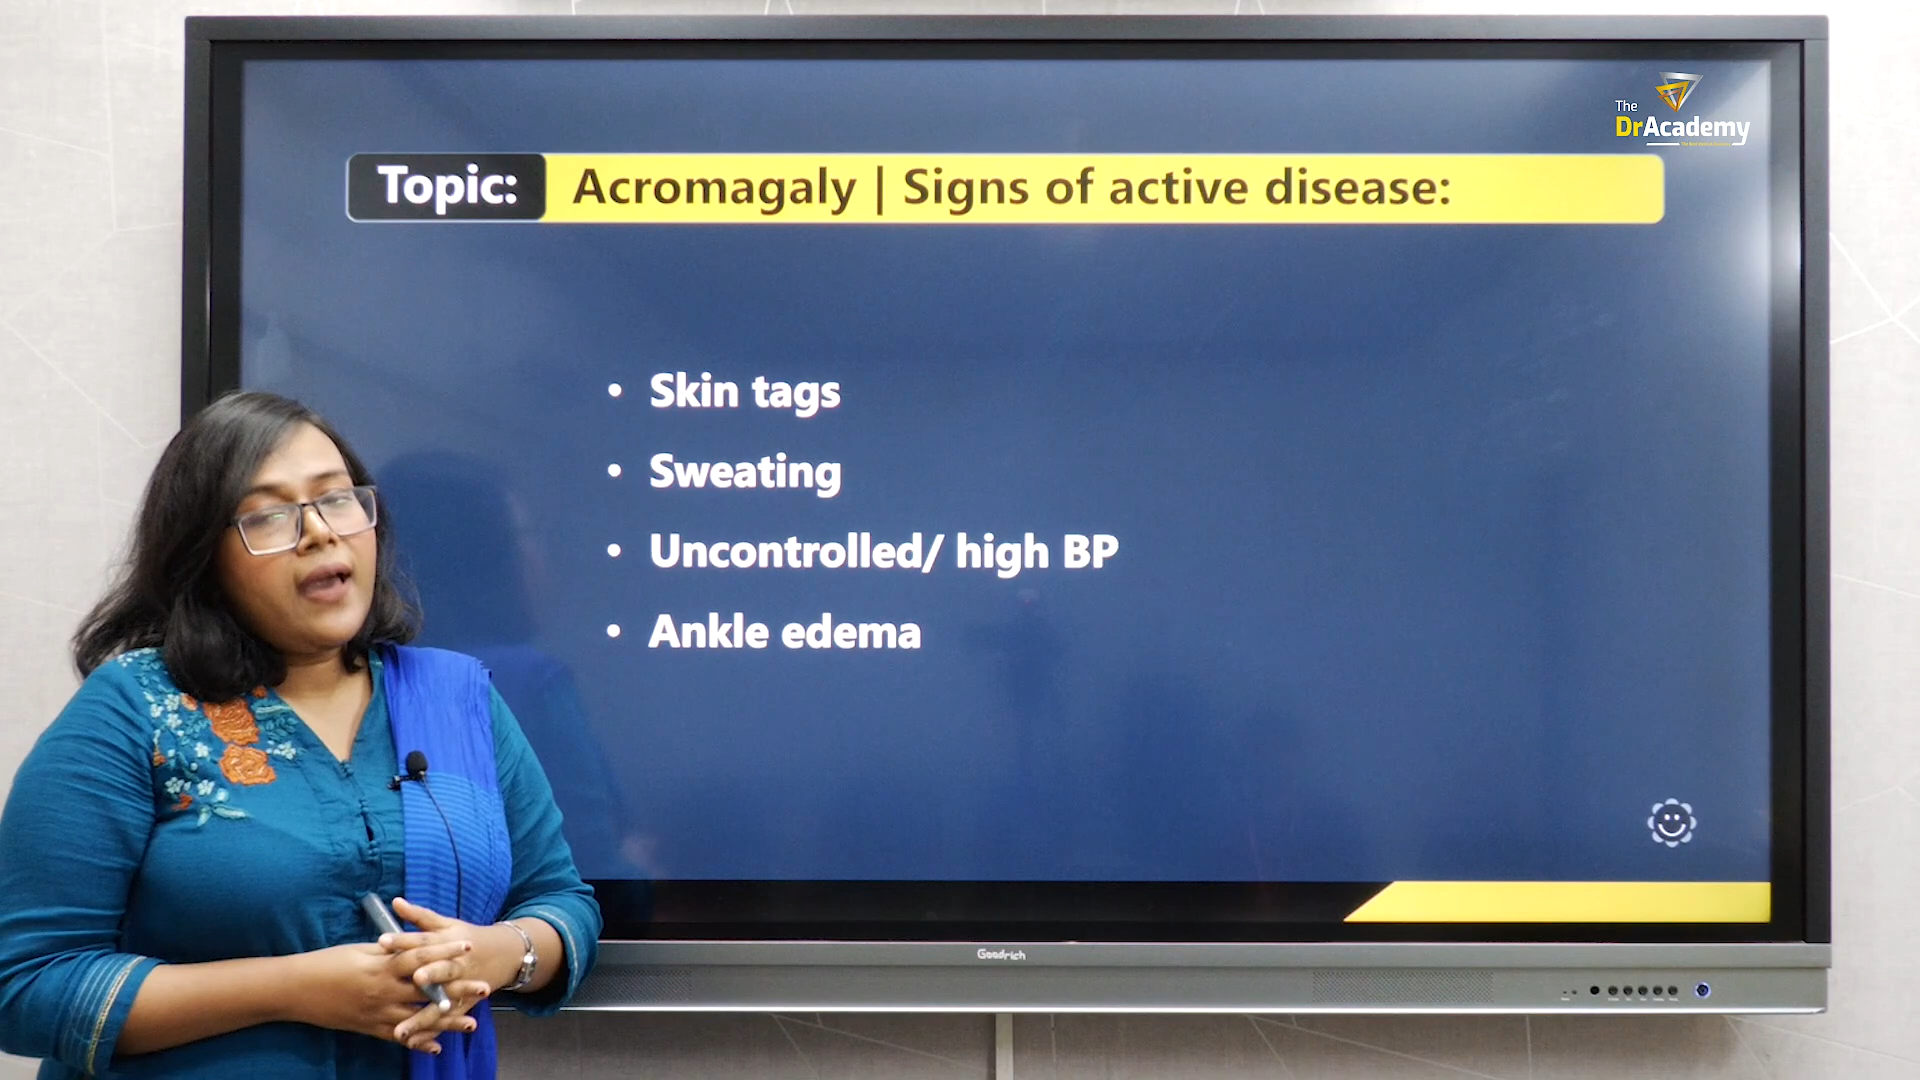 The
DrAcademy
Topic: Acromagaly | Signs of active disease:
• Skin tags
• Sweating
• Uncontrolled/ high BP
• Ankle edema
Goodrich